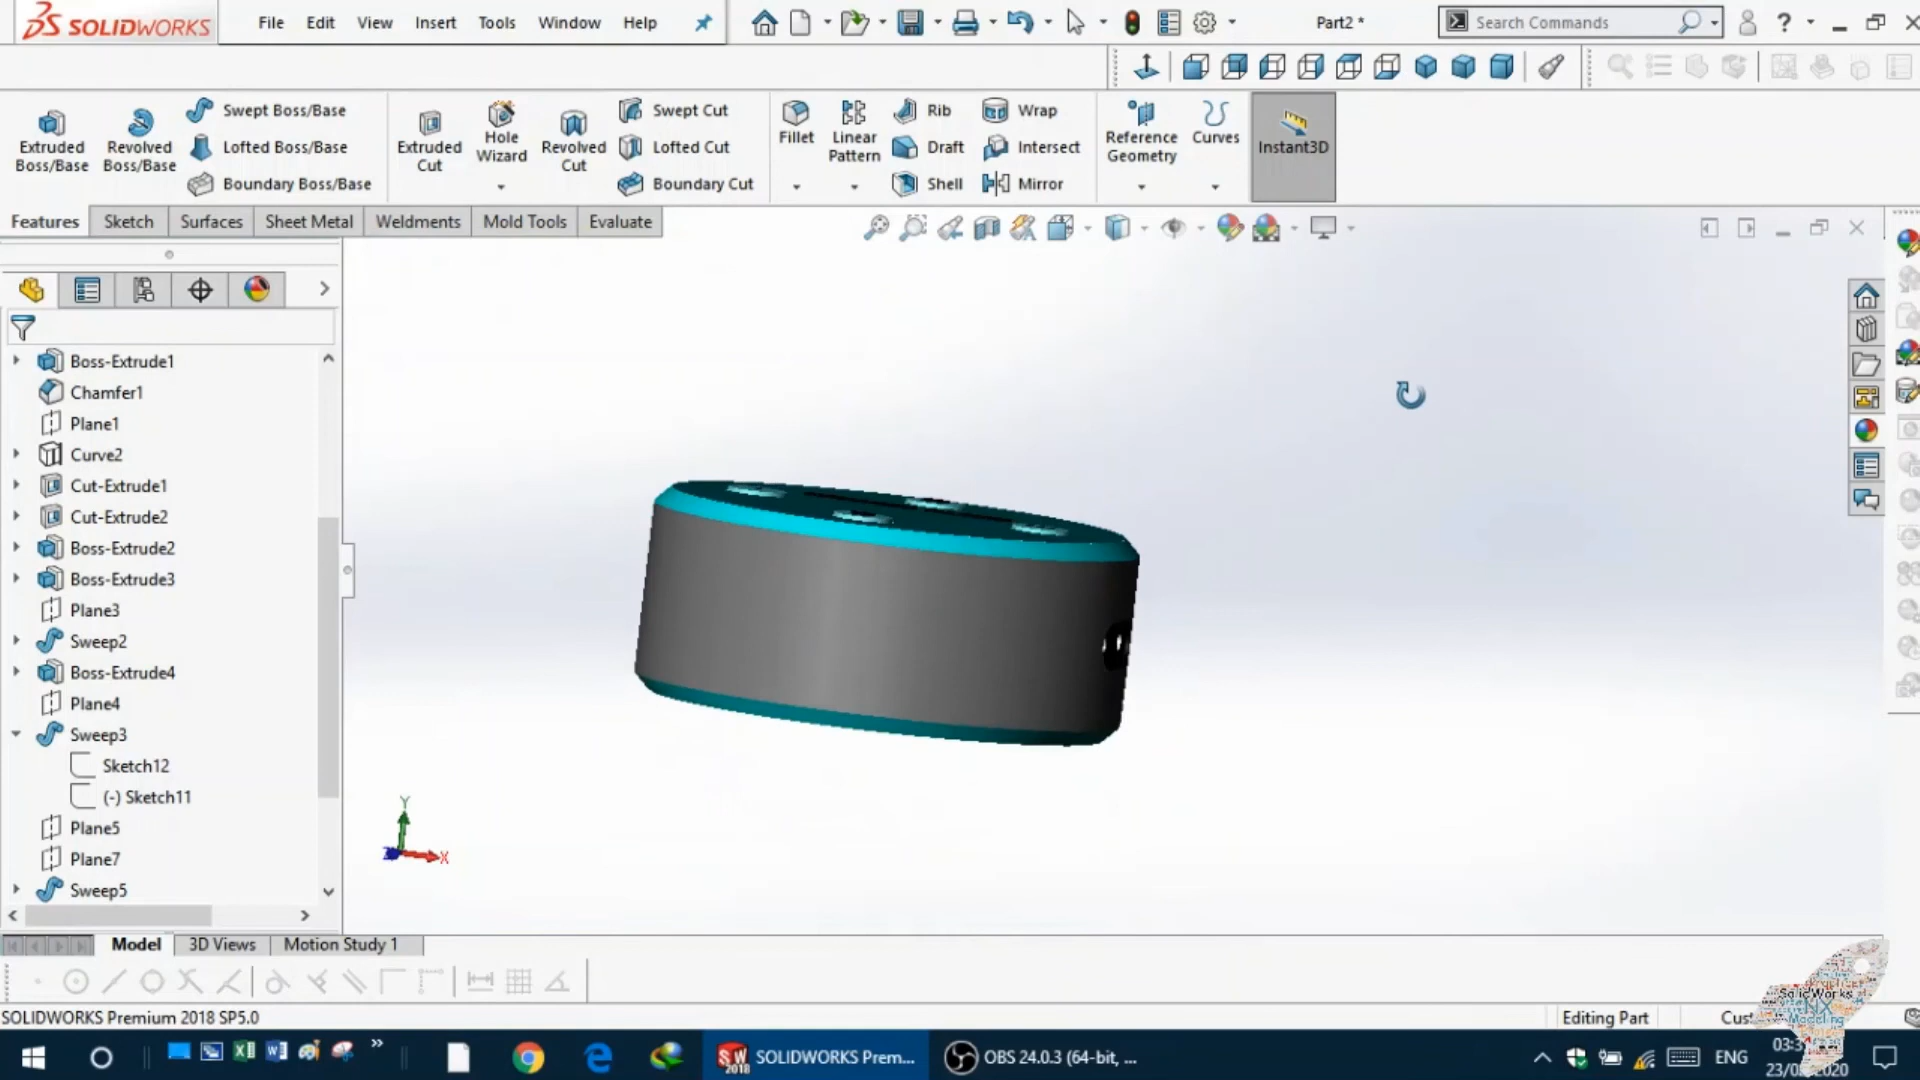 SOLIDWORKS File Edit View Insert Tools Window Help Part2 * Search Commands ?
Extruded Boss/Base Revolved Boss/Base Swept Boss/Base Lofted Boss/Base Boundary Boss/Base Extruded Cut Hole Wizard Revolved Cut Swept Cut Lofted Cut Boundary Cut Fillet Linear Pattern Rib Draft Shell Wrap Intersect Mirror Reference Geometry Curves Instant3D
Features Sketch Surfaces Sheet Metal Weldments Mold Tools Evaluate
Boss-Extrude1
Chamfer1
Plane1
Curve2
Cut-Extrude1
Cut-Extrude2
Boss-Extrude2
Boss-Extrude3
Plane3
Sweep2
Boss-Extrude4
Plane4
Sweep3
Sketch12
(-) Sketch11
Plane5
Plane7
Sweep5
Y
X
Model 3D Views Motion Study 1
SolidWorks
NX
Modeling
SOLIDWORKS Premium 2018 SP5.0 Editing Part
SW 2018 SOLIDWORKS Prem... OBS 24.0.3 (64-bit, ... ENG